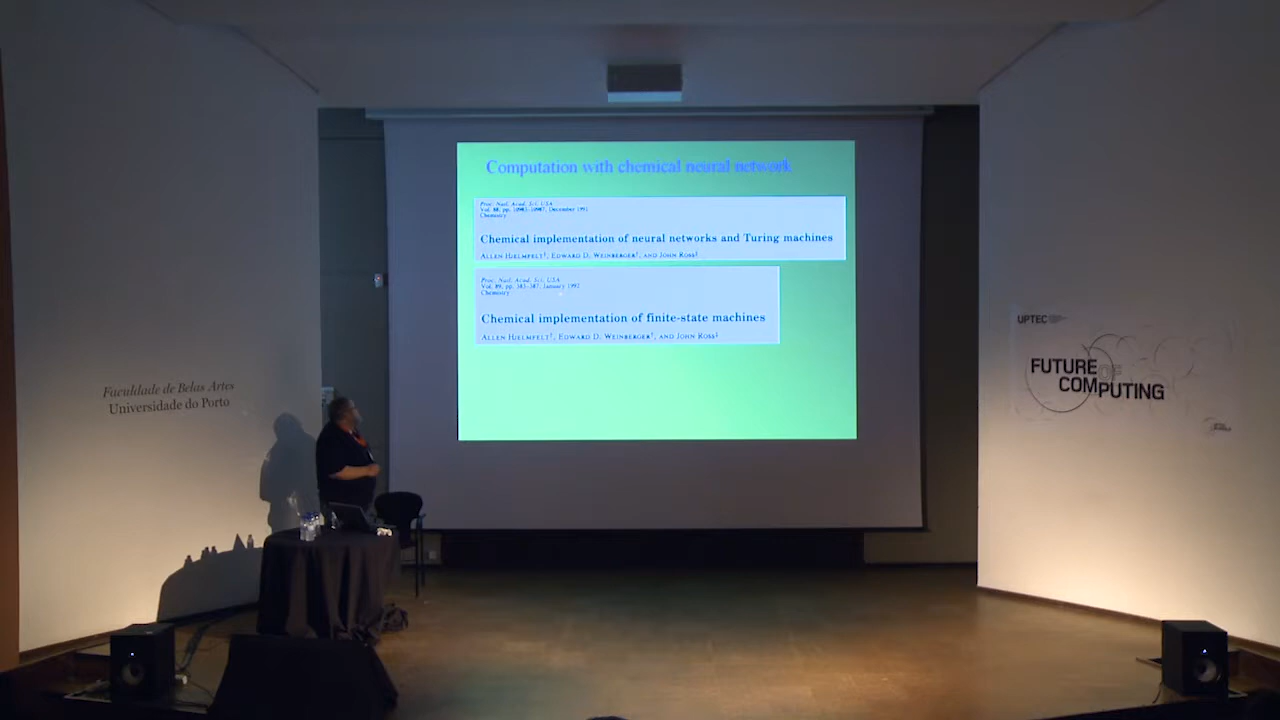 Computation with chemical neural network
Proc. Natl. Acad. Sci. USA
Vol. 88, pp. 10983-10987, December 1991
Chemistry
Chemical implementation of neural networks and Turing machines
ALLEN HJELMFELT†, EDWARD D. WEINBERGER†, AND JOHN ROSS‡
Proc. Natl. Acad. Sci. USA
Vol. 89, pp. 383-387, January 1992
Chemistry
Chemical implementation of finite-state machines
ALLEN HJELMFELT†, EDWARD D. WEINBERGER†, AND JOHN ROSS‡
Faculdade de Belas Artes
Universidade do Porto
UPTEC
FUTURE OF
COMPUTING